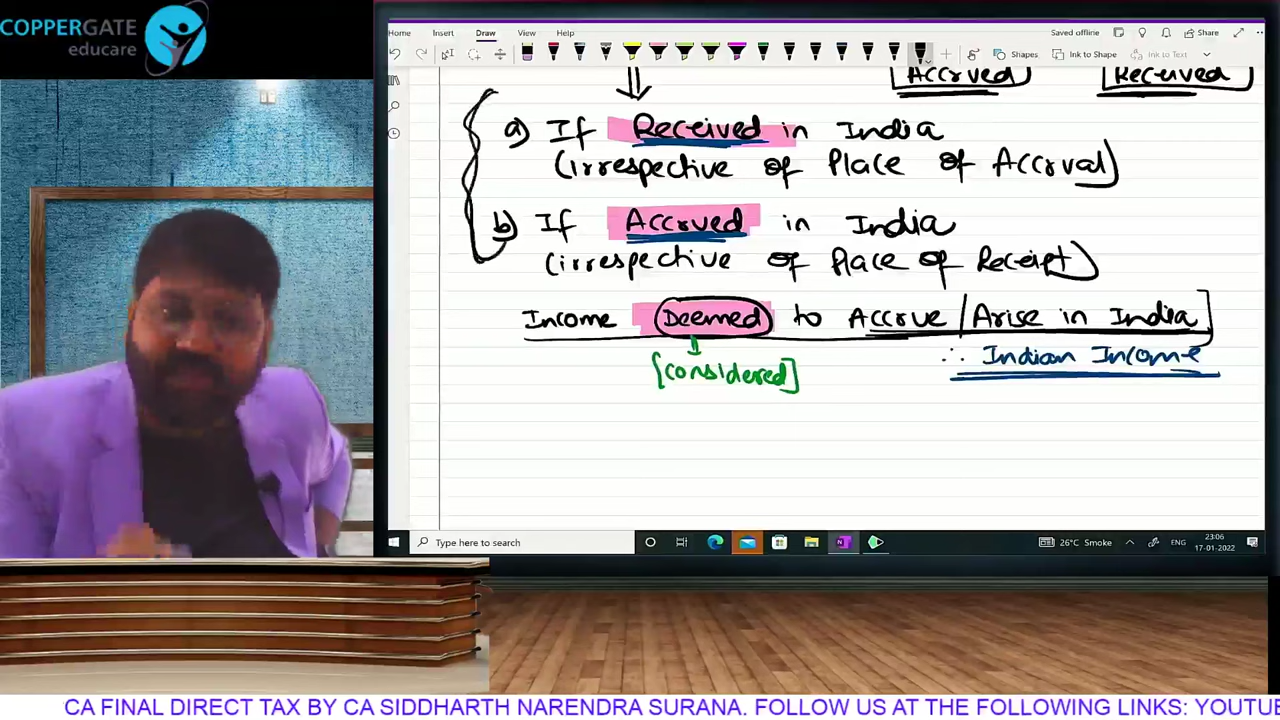 COPPERGATE
educare
Home Insert Draw View Help
Saved offline
Share
Shapes
Ink to Shape
Ink to Text
Accrued
Received
a) If Received in India
(irrespective of Place of Accrual)
b) If Accrued in India
(irrespective of Place of Receipt)
Income Deemed to Accrue | Arise in India
∴ Indian Income
[considered]
Type here to search
26°C Smoke
ENG
23:06
17-01-2022
CA FINAL DIRECT TAX BY CA SIDDHARTH NARENDRA SURANA. FOLLOW US AT THE FOLLOWING LINKS: YOUTUBE